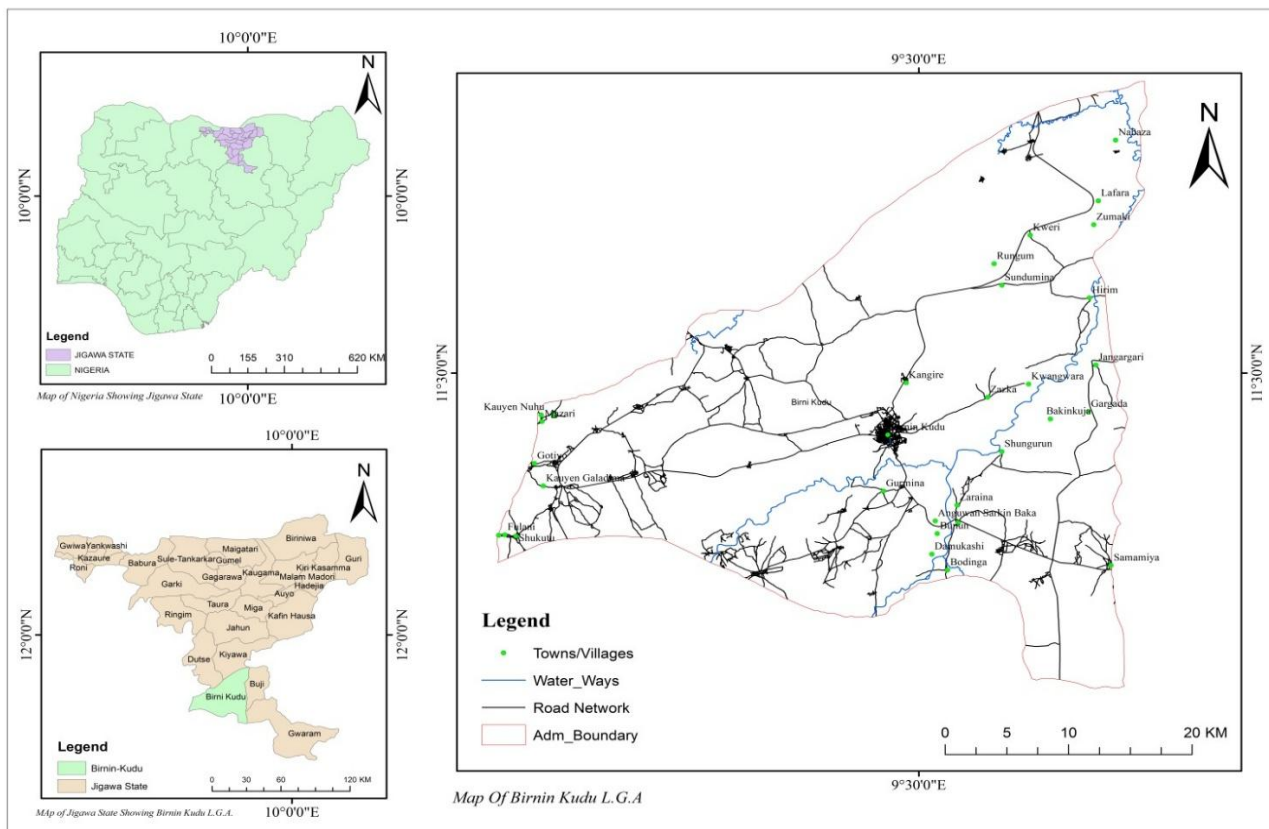 10°0'0"E
N
10°0'0"N
10°0'0"N
Legend
JIGAWA STATE
NIGERIA
0 155 310 620 KM
Map of Nigeria Showing Jigawa State
10°0'0"E
10°0'0"E
N
Biriniwa
Gwiwa Yankwashi
Maigatari
Guri
Kazaure
Sule-Tankarkar
Gomel
Roni
Babura
Kiri Kasamma
Kaugama
Gagarawa
Malam Madori
Garki
Hadejia
Auyo
Taura
Miga
Ringim
Kafin Hausa
Jahun
12°0'0"N
12°0'0"N
Kiyawa
Dutse
Buji
Birni Kudu
Gwaram
Legend
Birnin-Kudu
Jigawa State
0 30 60 120 KM
MAp of Jigawa State Showing Birnin Kudu L.G.A.
10°0'0"E
9°30'0"E
N
Nabaza
Lafara
Zumaki
Kweri
Rungum
Sundumina
Hirim
Jangargari
11°30'0"N
11°30'0"N
Kangire
Kwangwara
Zarka
Birni Kudu
Kauyen Nuhu
Gargada
Bakinkuju
Kudu
Shungurun
Gotiyo
Kauyen Galadima
Gurmina
Zaraina
Anguwan Sarkin Baka
Fulani
Shukutu
Damukashi
Bodinga
Samamiya
Legend
Towns/Villages
Water_Ways
Road Network
Adm_Boundary
0 5 10 20 KM
Map Of Birnin Kudu L.G.A
9°30'0"E